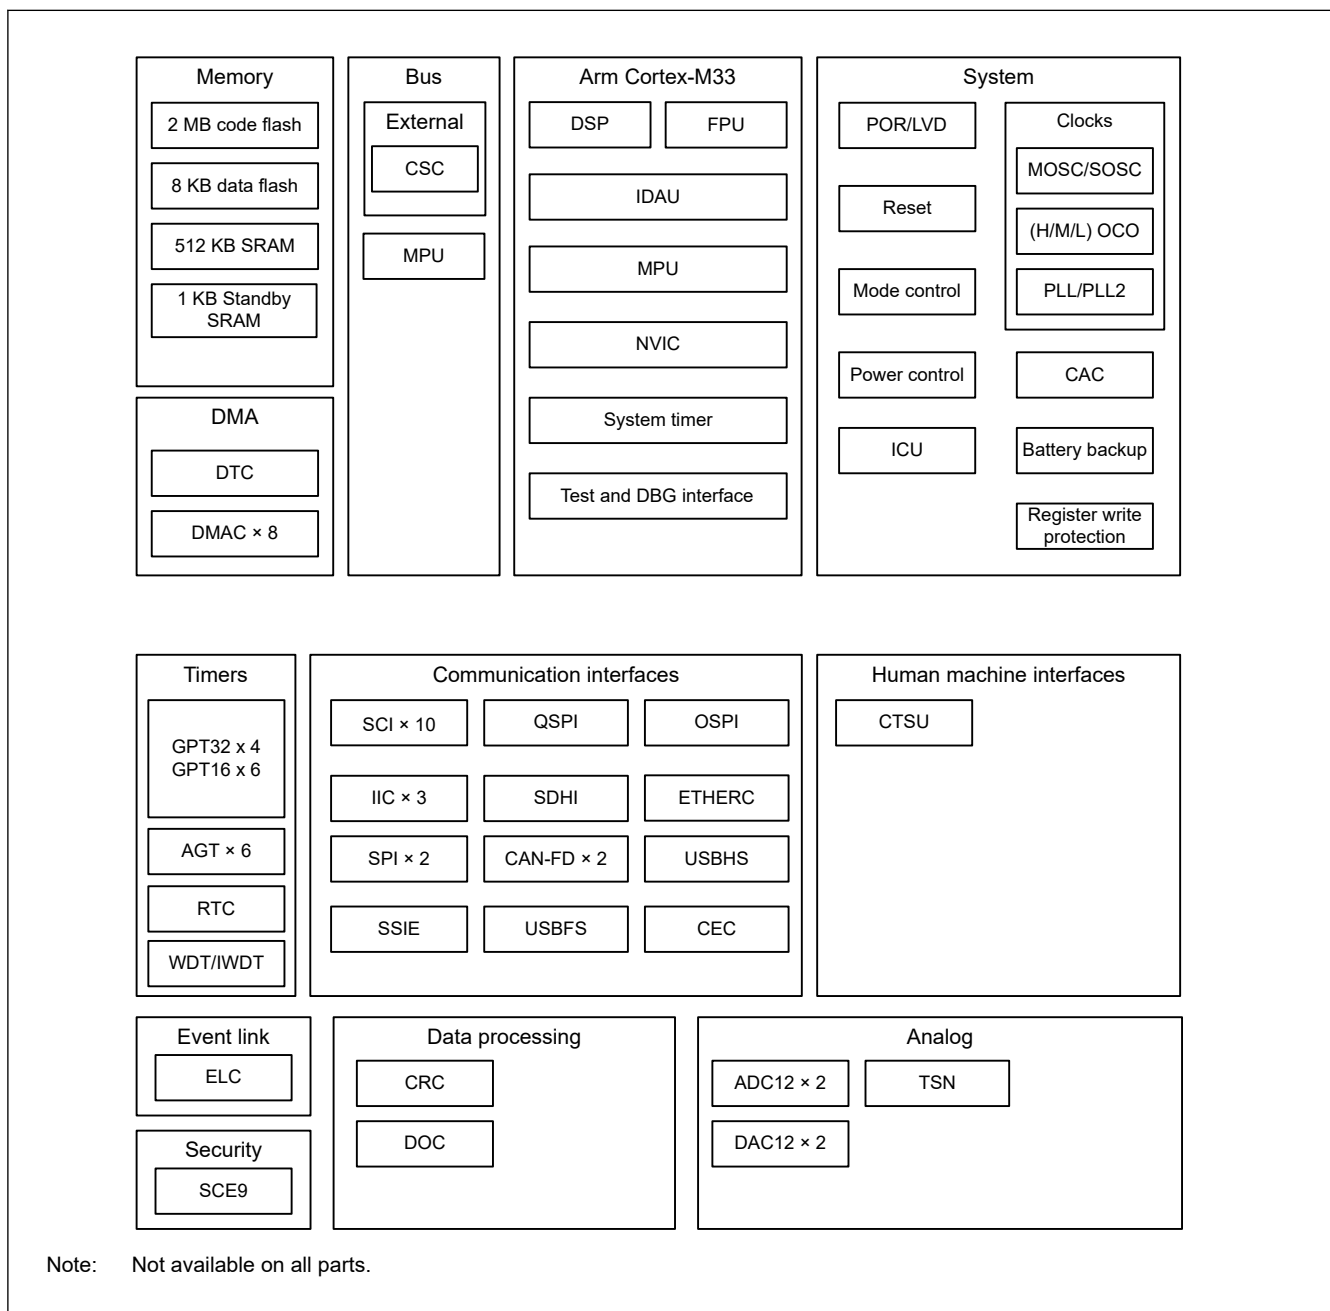 Memory
2 MB code flash
8 KB data flash
512 KB SRAM
1 KB Standby
SRAM
DMA
DTC
DMAC × 8
Bus
External
CSC
MPU
Arm Cortex-M33
DSP
FPU
IDAU
MPU
NVIC
System timer
Test and DBG interface
System
POR/LVD
Reset
Mode control
Power control
ICU
Clocks
MOSC/SOSC
(H/M/L) OCO
PLL/PLL2
CAC
Battery backup
Register write
protection
Timers
GPT32 x 4
GPT16 x 6
AGT × 6
RTC
WDT/IWDT
Communication interfaces
SCI × 10
QSPI
OSPI
IIC × 3
SDHI
ETHERC
SPI × 2
CAN-FD × 2
USBHS
SSIE
USBFS
CEC
Human machine interfaces
CTSU
Event link
ELC
Security
SCE9
Data processing
CRC
DOC
Analog
ADC12 × 2
TSN
DAC12 × 2
Note: Not available on all parts.